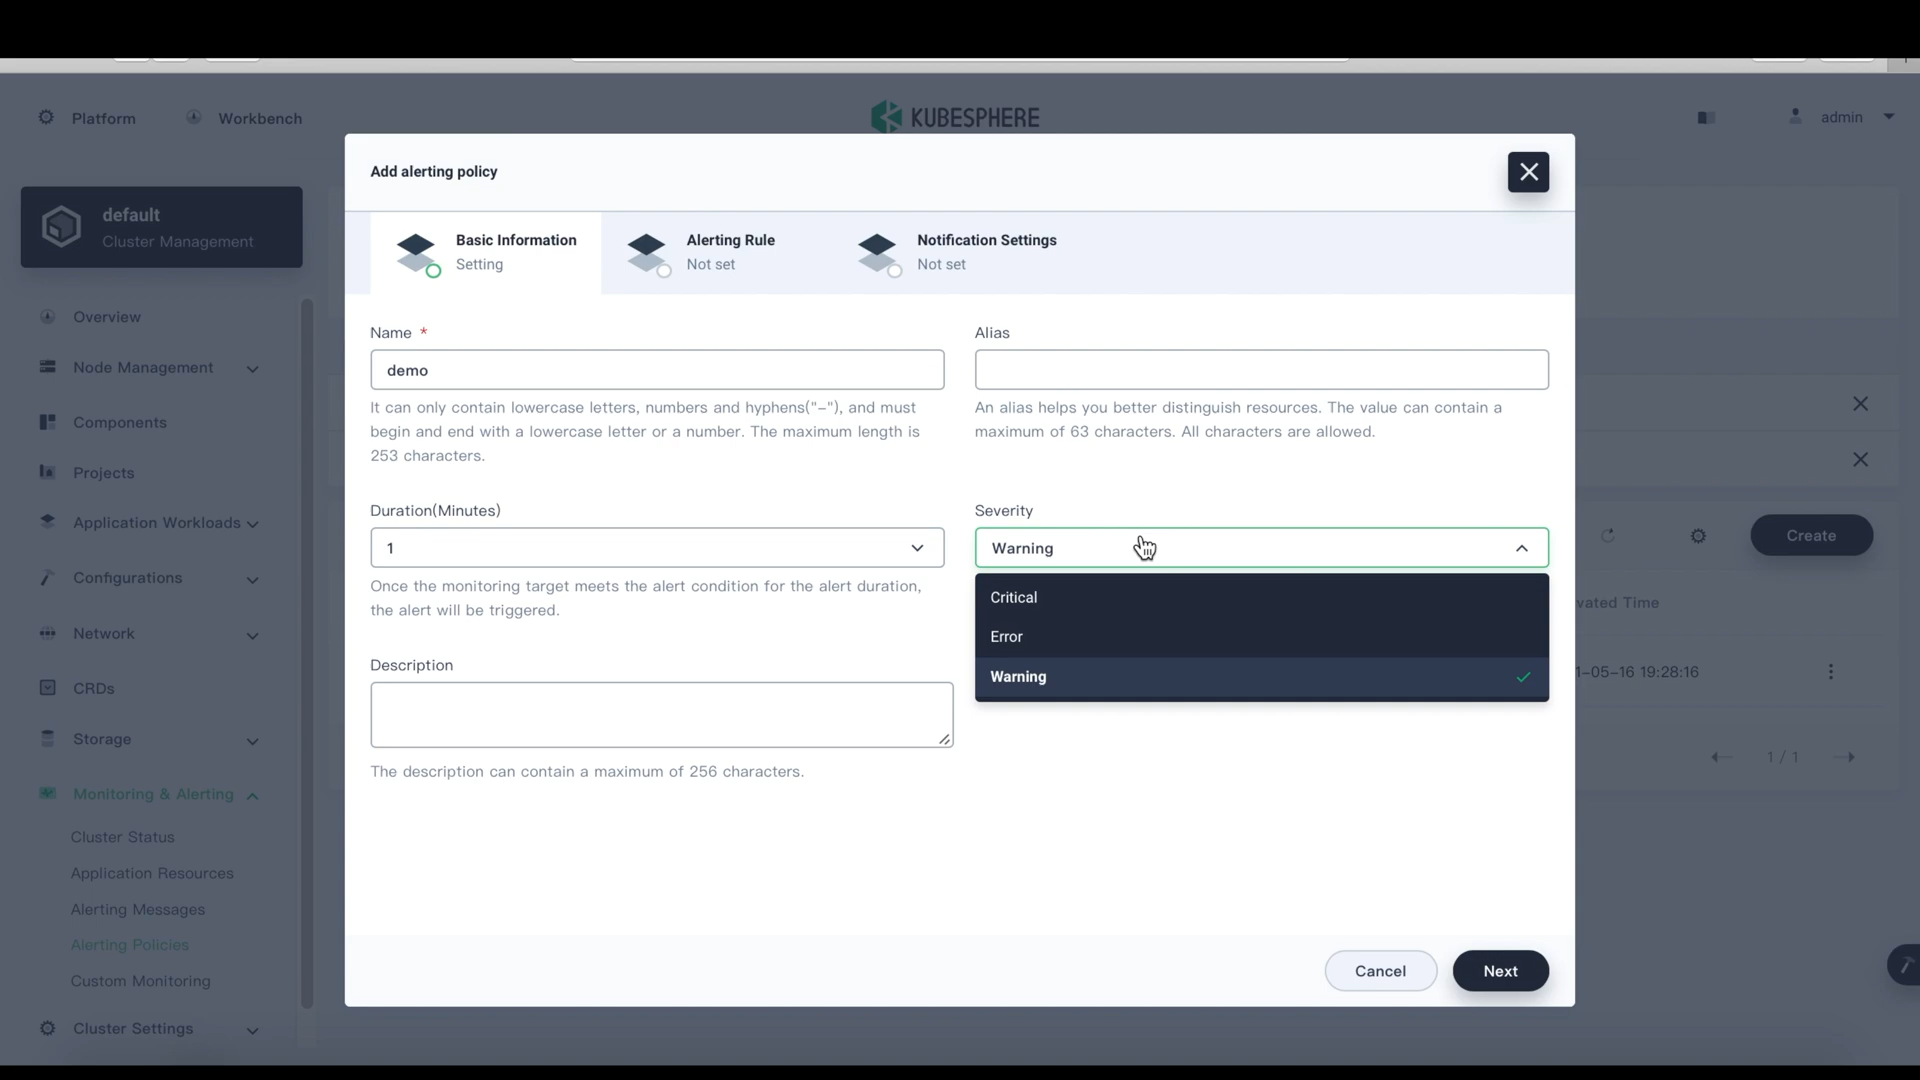 Platform
Workbench
KUBESPHERE
admin
default
Cluster Management
Overview
Node Management
Components
Projects
Application Workloads
Configurations
Network
CRDs
Storage
Monitoring & Alerting
Cluster Status
Application Resources
Alerting Messages
Alerting Policies
Custom Monitoring
Cluster Settings
Add alerting policy
Basic Information
Setting
Alerting Rule
Not set
Notification Settings
Not set
Name *
demo
It can only contain lowercase letters, numbers and hyphens("-"), and must
begin and end with a lowercase letter or a number. The maximum length is
253 characters.
Alias
An alias helps you better distinguish resources. The value can contain a
maximum of 63 characters. All characters are allowed.
Duration(Minutes)
1
Once the monitoring target meets the alert condition for the alert duration,
the alert will be triggered.
Severity
Warning
Critical
Error
Warning
Description
The description can contain a maximum of 256 characters.
Cancel
Next
Create
vated Time
1-05-16 19:28:16
1 / 1